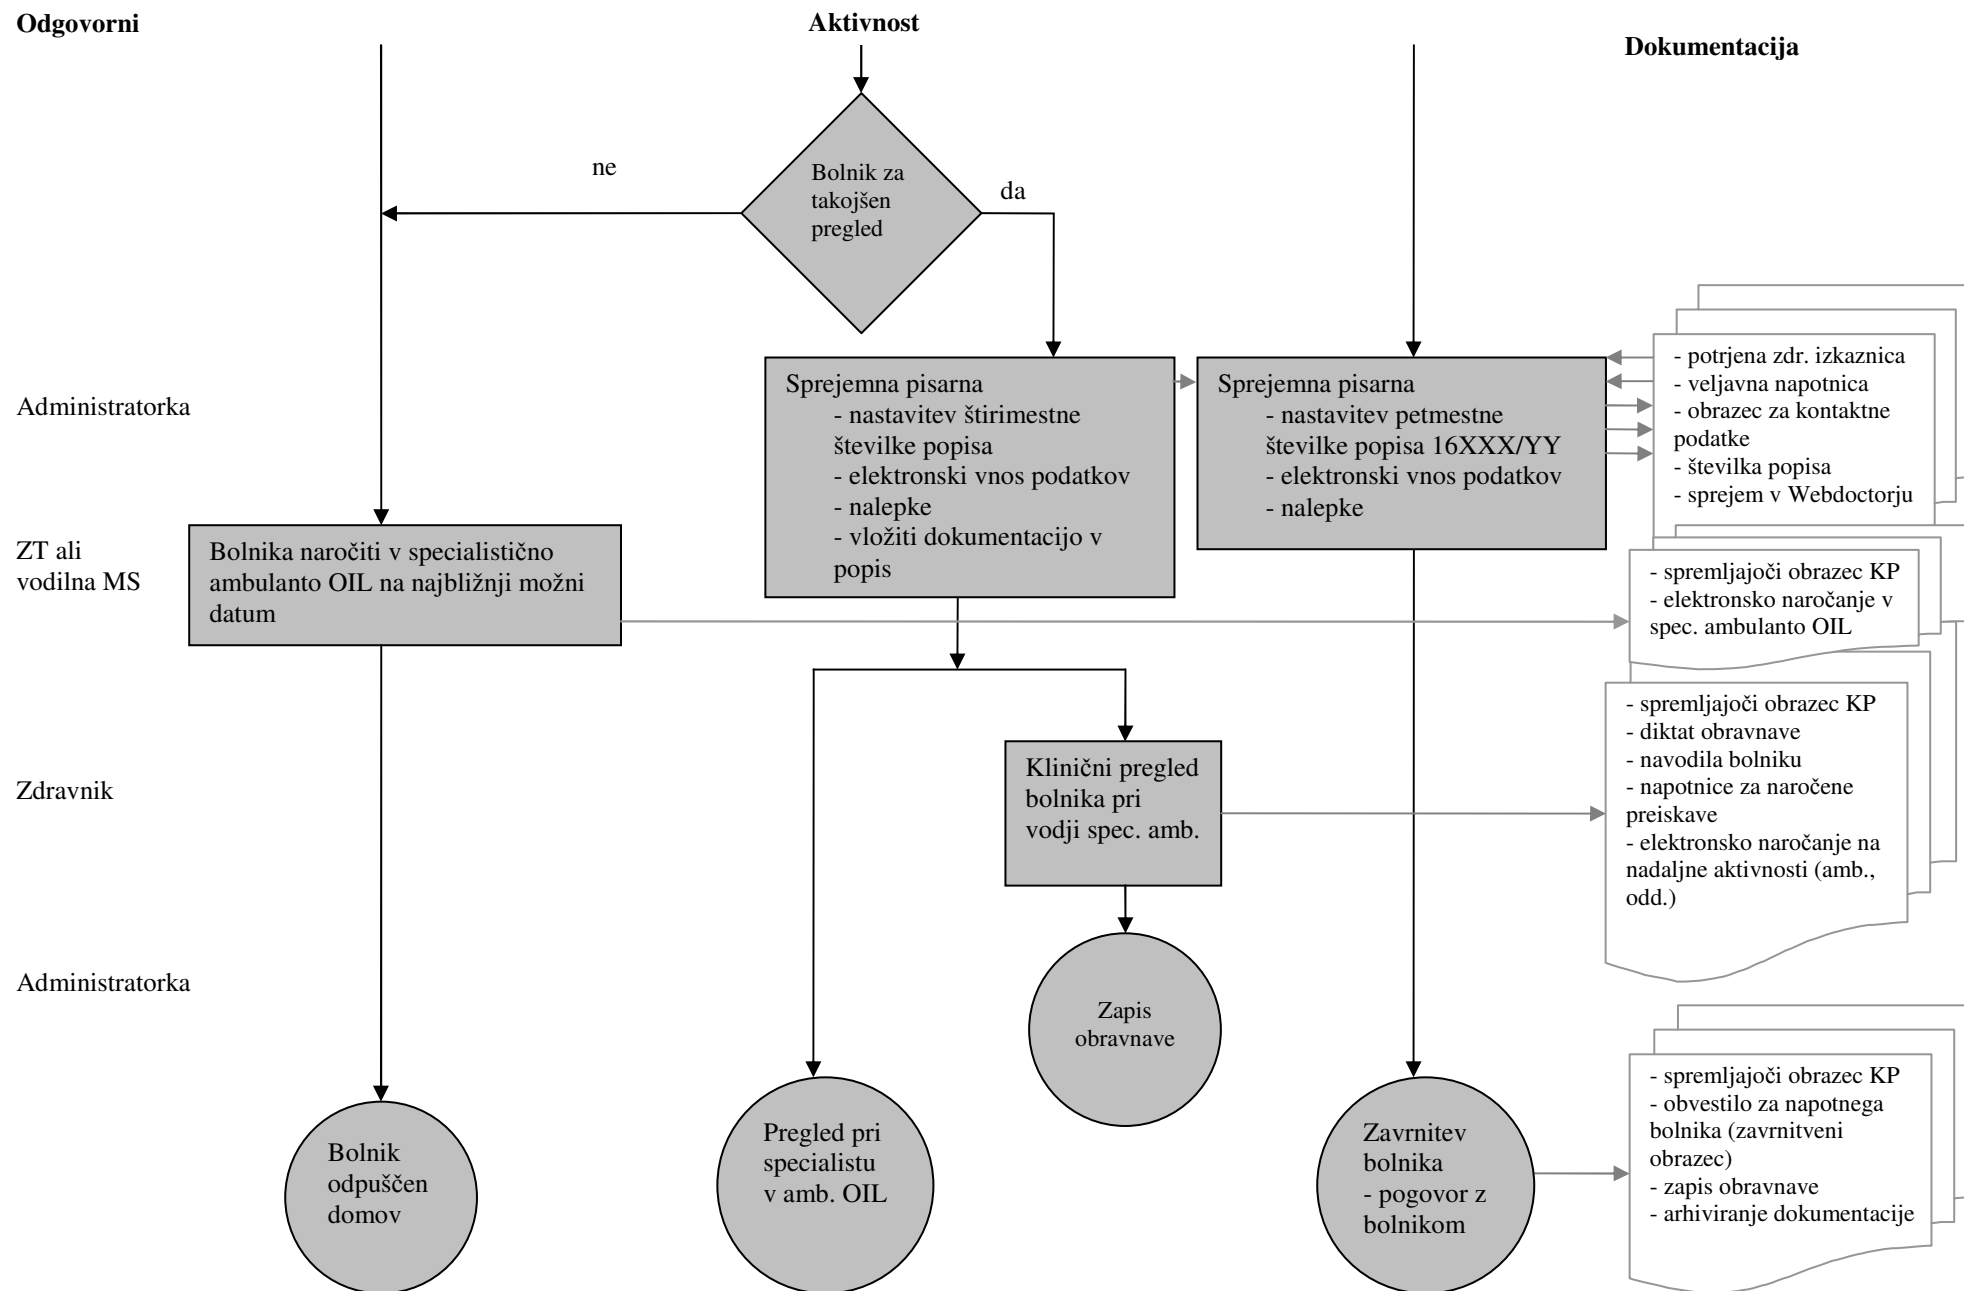 Odgovorni
Aktivnost
Dokumentacija
ne
Bolnik za
takojšen
pregled
da
Administratorka
Sprejemna pisarna
- nastavitev štirimestne
številke popisa
- elektronski vnos podatkov
- nalepke
- vložiti dokumentacijo v
popis
Sprejemna pisarna
- nastavitev petmestne
številke popisa 16XXX/YY
- elektronski vnos podatkov
- nalepke
- potrjena zdr. izkaznica
- veljavna napotnica
- obrazec za kontaktne
podatke
- številka popisa
- sprejem v Webdoctorju
ZT ali
vodilna MS
Bolnika naročiti v specialistično
ambulanto OIL na najbližnji možni
datum
- spremljajoči obrazec KP
- elektronsko naročanje v
spec. ambulanto OIL
Zdravnik
Klinični pregled
bolnika pri
vodji spec. amb.
- spremljajoči obrazec KP
- diktat obravnave
- navodila bolniku
- napotnice za naročene
preiskave
- elektronsko naročanje na
nadaljne aktivnosti (amb.,
odd.)
Administratorka
Zapis
obravnave
Bolnik
odpuščen
domov
Pregled pri
specialistu
v amb. OIL
Zavrnitev
bolnika
- pogovor z
bolnikom
- spremljajoči obrazec KP
- obvestilo za napotnega
bolnika (zavrnitveni
obrazec)
- zapis obravnave
- arhiviranje dokumentacije